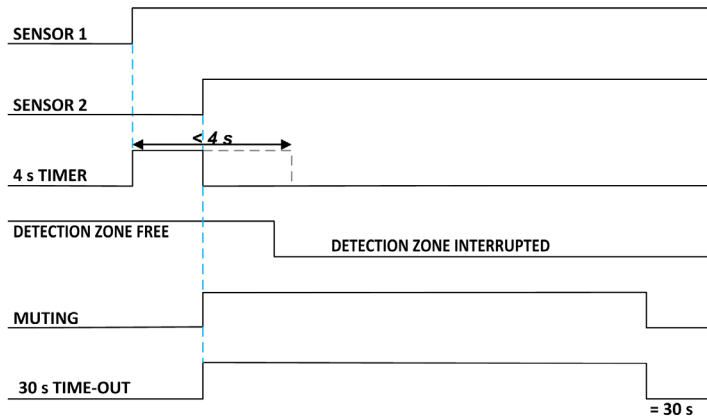 SENSOR 1
SENSOR 2
< 4 s
4 s TIMER
DETECTION ZONE FREE
DETECTION ZONE INTERRUPTED
MUTING
30 s TIME-OUT
= 30 s